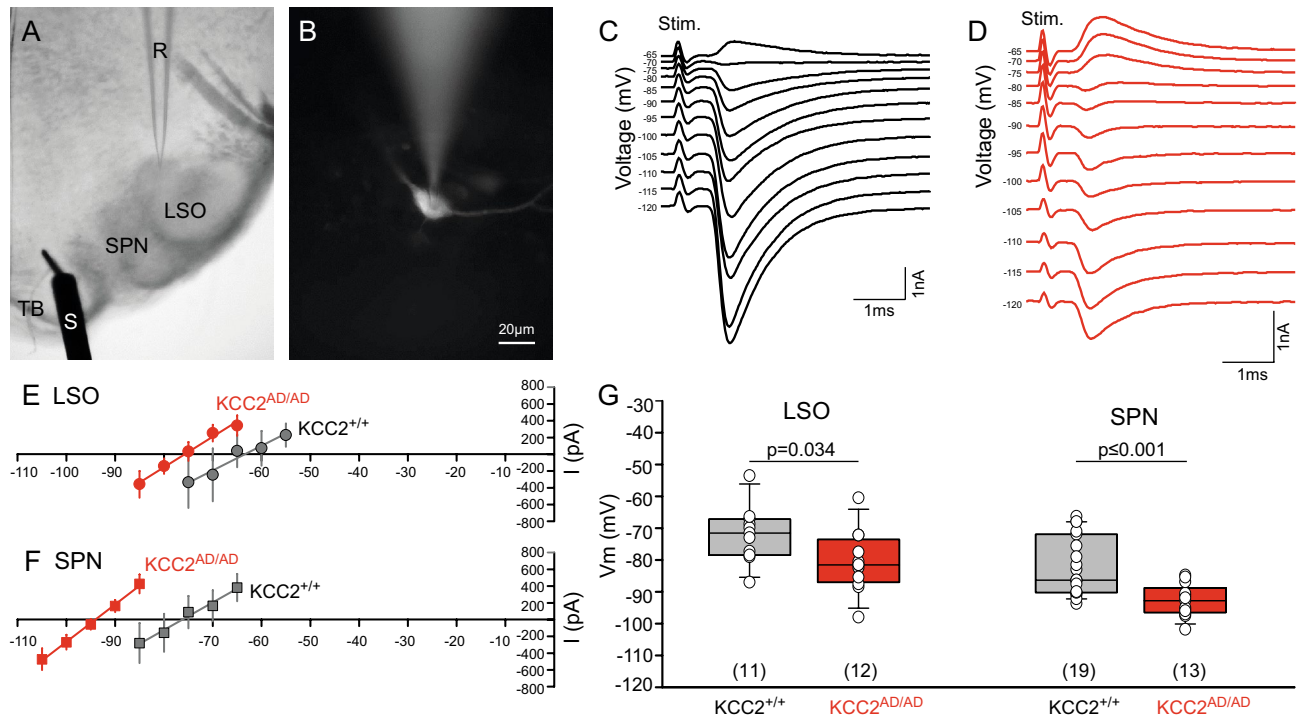 A
R
LSO
SPN
TB
S
B
20µm
C
Stim.
Voltage (mV)
-65
-70
-75
-80
-85
-90
-95
-100
-105
-110
-115
-120
1nA
1ms
D
Stim.
Voltage (mV)
-65
-70
-75
-80
-85
-90
-95
-100
-105
-110
-115
-120
1nA
1ms
E LSO
KCC2AD/AD
KCC2+/+
I (pA)
800
600
400
200
-200
-400
-600
-800
-110 -100 -90 -80 -70 -60 -50 -40 -30 -20 -10
F SPN
KCC2AD/AD
KCC2+/+
I (pA)
800
600
400
200
-200
-400
-600
-800
-110 -90 -80 -70 -60 -50 -40 -30 -20 -10
G
LSO SPN
p=0.034 p≤0.001
Vm (mV)
-30
-40
-50
-60
-70
-80
-90
-100
-110
-120
(11) (12) (19) (13)
KCC2+/+ KCC2AD/AD KCC2+/+ KCC2AD/AD